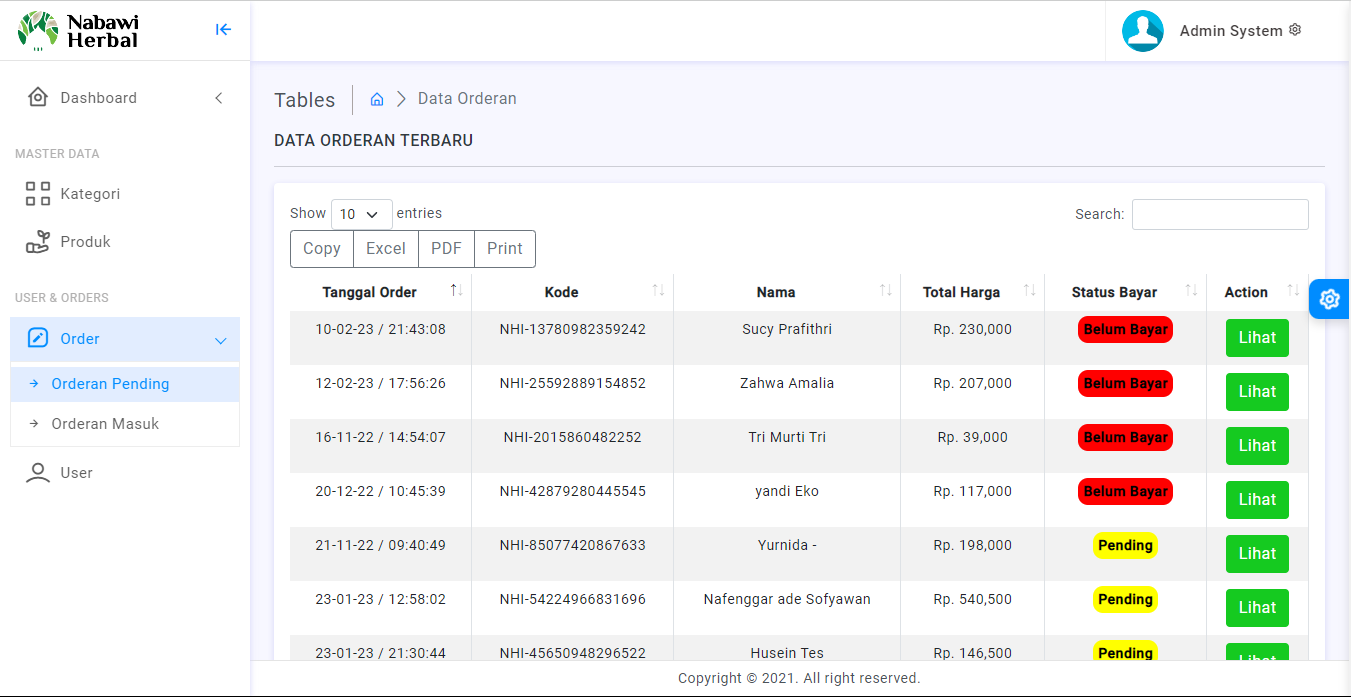 Nabawi
Herbal
Admin System
Dashboard
MASTER DATA
Kategori
Produk
USER & ORDERS
Order
Orderan Pending
Orderan Masuk
User
Tables
Data Orderan
DATA ORDERAN TERBARU
Show 10 entries
Search:
Copy Excel PDF Print
Tanggal Order Kode Nama Total Harga Status Bayar Action
10-02-23 / 21:43:08 NHI-13780982359242 Sucy Prafithri Rp. 230,000 Belum Bayar Lihat
12-02-23 / 17:56:26 NHI-25592889154852 Zahwa Amalia Rp. 207,000 Belum Bayar Lihat
16-11-22 / 14:54:07 NHI-2015860482252 Tri Murti Tri Rp. 39,000 Belum Bayar Lihat
20-12-22 / 10:45:39 NHI-42879280445545 yandi Eko Rp. 117,000 Belum Bayar Lihat
21-11-22 / 09:40:49 NHI-85077420867633 Yurnida - Rp. 198,000 Pending Lihat
23-01-23 / 12:58:02 NHI-54224966831696 Nafenggar ade Sofyawan Rp. 540,500 Pending Lihat
23-01-23 / 21:30:44 NHI-45650948296522 Husein Tes Rp. 146,500 Pending Lihat
Copyright © 2021. All right reserved.